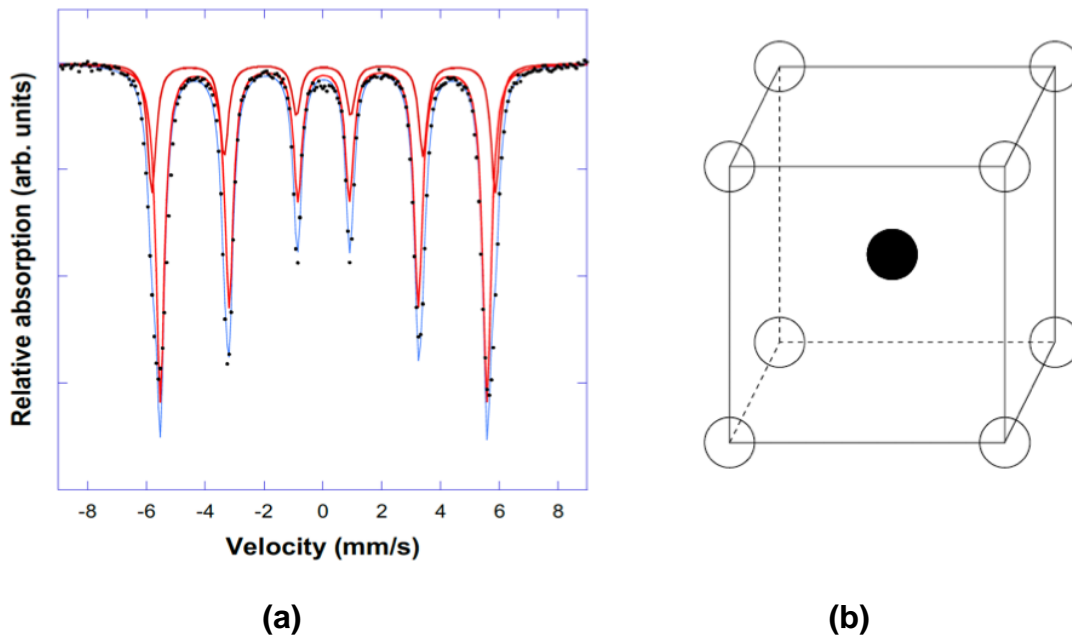 Relative absorption (arb. units)
-8 -6 -4 -2 0 2 4 6 8
Velocity (mm/s)
(a) (b)